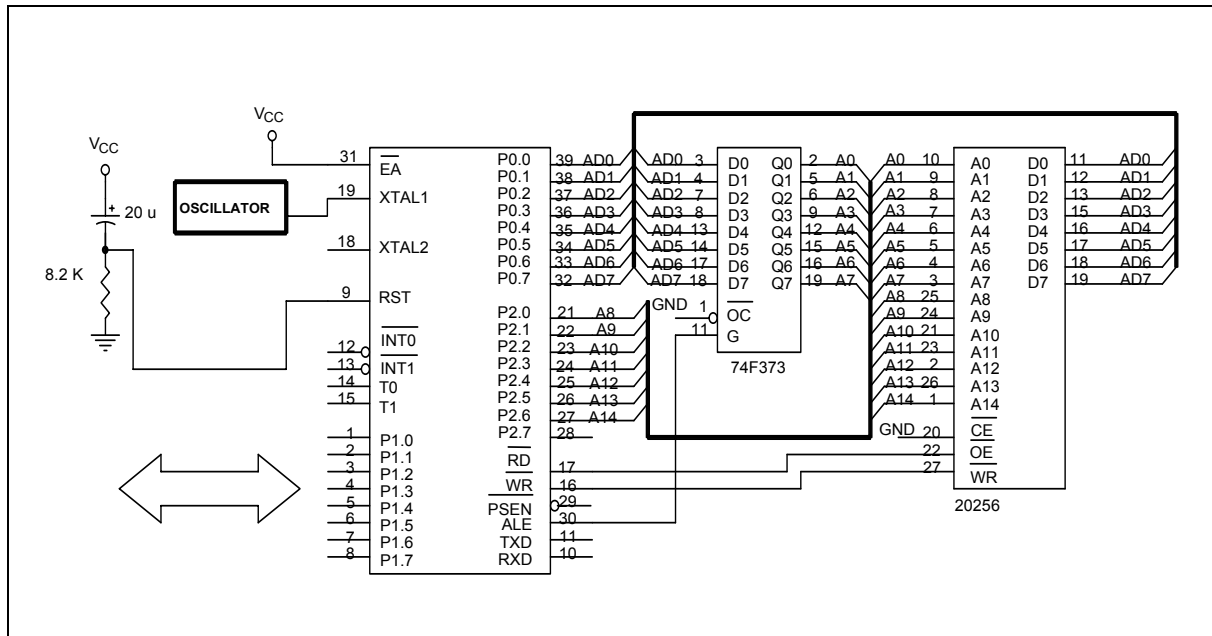 VCC
20 u
8.2 K
VCC
OSCILLATOR
31 EA
19 XTAL1
18 XTAL2
9 RST
12 INT0
13 INT1
14 T0
15 T1
1 P1.0
2 P1.1
3 P1.2
4 P1.3
5 P1.4
6 P1.5
7 P1.6
8 P1.7
P0.0 39 AD0
P0.1 38 AD1
P0.2 37 AD2
P0.3 36 AD3
P0.4 35 AD4
P0.5 34 AD5
P0.6 33 AD6
P0.7 32 AD7
P2.0 21 A8
P2.1 22 A9
P2.2 23 A10
P2.3 24 A11
P2.4 25 A12
P2.5 26 A13
P2.6 27 A14
P2.7 28
RD 17
WR 16
PSEN 29
ALE 30
TXD 11
RXD 10
AD0 3 D0 Q0 2 A0
AD1 4 D1 Q1 5 A1
AD2 7 D2 Q2 6 A2
AD3 8 D3 Q3 9 A3
AD4 13 D4 Q4 12 A4
AD5 14 D5 Q5 15 A5
AD6 17 D6 Q6 16 A6
AD7 18 D7 Q7 19 A7
GND 1 OC
11 G
74F373
A0 10 A0 D0 11 AD0
A1 9 A1 D1 12 AD1
A2 8 A2 D2 13 AD2
A3 7 A3 D3 15 AD3
A4 6 A4 D4 16 AD4
A5 5 A5 D5 17 AD5
A6 4 A6 D6 18 AD6
A7 3 A7 D7 19 AD7
A8 25 A8
A9 24 A9
A10 21 A10
A11 23 A11
A12 2 A12
A13 26 A13
A14 1 A14
GND 20 CE
22 OE
27 WR
20256